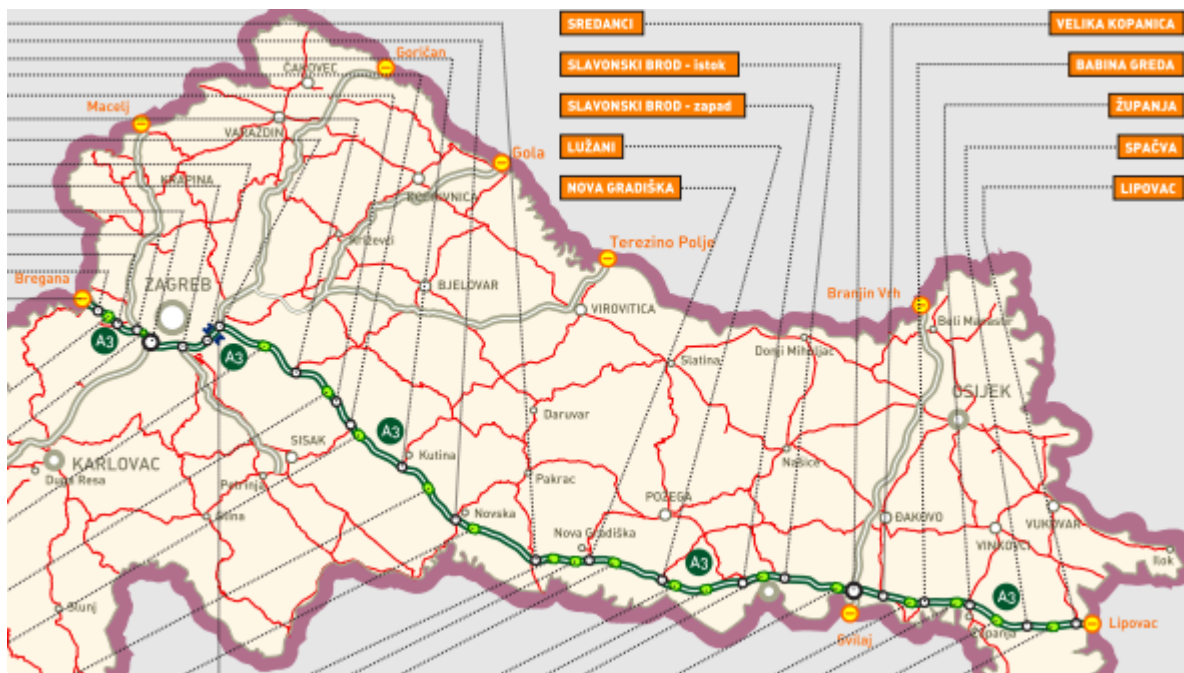 SREDANCI
VELIKA KOPANICA
SLAVONSKI BROD - istok
BABINA GREDA
SLAVONSKI BROD - zapad
ŽUPANJA
LUŽANI
SPAČVA
NOVA GRADIŠKA
LIPOVAC
Goričan
ČAKOVEC
Macelj
VARAŽDIN
Gola
KRAPINA
KOPRIVNICA
Križevci
Terezino Polje
Bregana
ZAGREB
BJELOVAR
VIROVITICA
Branjin Vrh
Beli Manastir
A3
A3
Donji Miholjac
Slatina
OSIJEK
Daruvar
A3
SISAK
Kutina
KARLOVAC
Našice
Duga Resa
Petrinja
Pakrac
POŽEGA
Glina
Novska
ĐAKOVO
VUKOVAR
Nova Gradiška
VINKOVCI
Ilok
A3
A3
Slunj
Županja
Lipovac
Svilaj